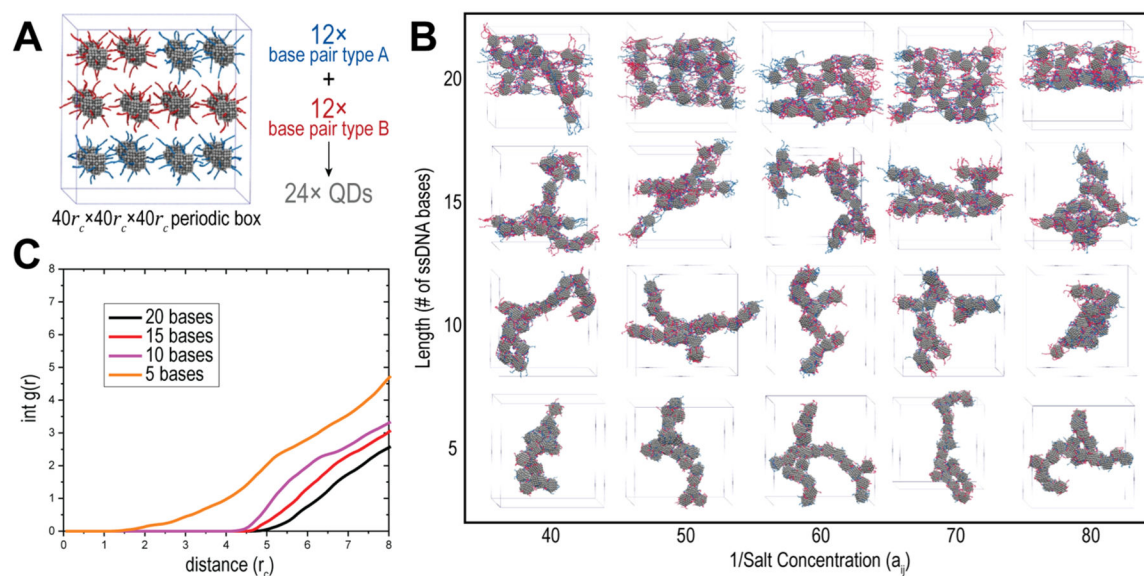 A
12×
base pair type A
+
12×
base pair type B
24× QDs
40r_c×40r_c×40r_c periodic box
B
Length (# of ssDNA bases)
20
15
10
5
40
50
60
70
80
1/Salt Concentration (a_ij)
C
int g(r)
8
7
6
5
4
3
2
1
0
20 bases
15 bases
10 bases
5 bases
0
1
2
3
4
5
6
7
8
distance (r_c)